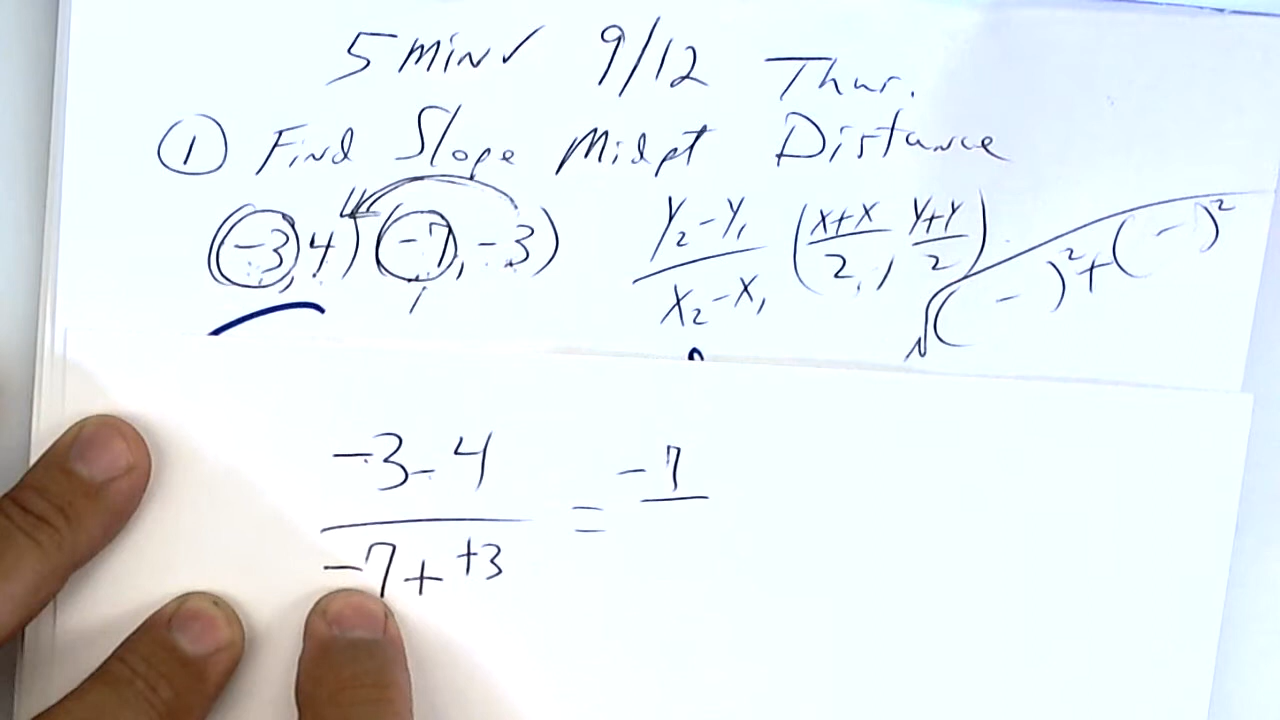 5 min ✓ 9/12 Thur.
① Find Slope Midpt Distance
(-3,4) (-7,-3) y₂-y₁/x₂-x₁ (x+x/2, y+y/2) √( - )²+( - )²
-3-4/-7++3 = -7